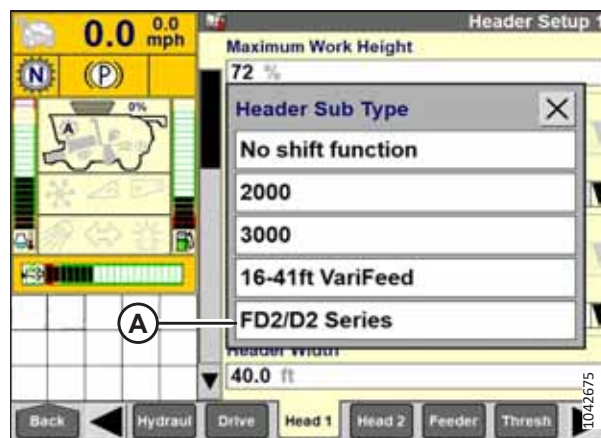 0.0 0.0 mph
Header Setup 1
Maximum Work Height
72 %
N (P)
0%
A
Header Sub Type
No shift function
2000
3000
16-41ft VariFeed
FD2/D2 Series
A
Header Width
40.0 ft
Back Hydraul Drive Head 1 Head 2 Feeder Thresh
1042675